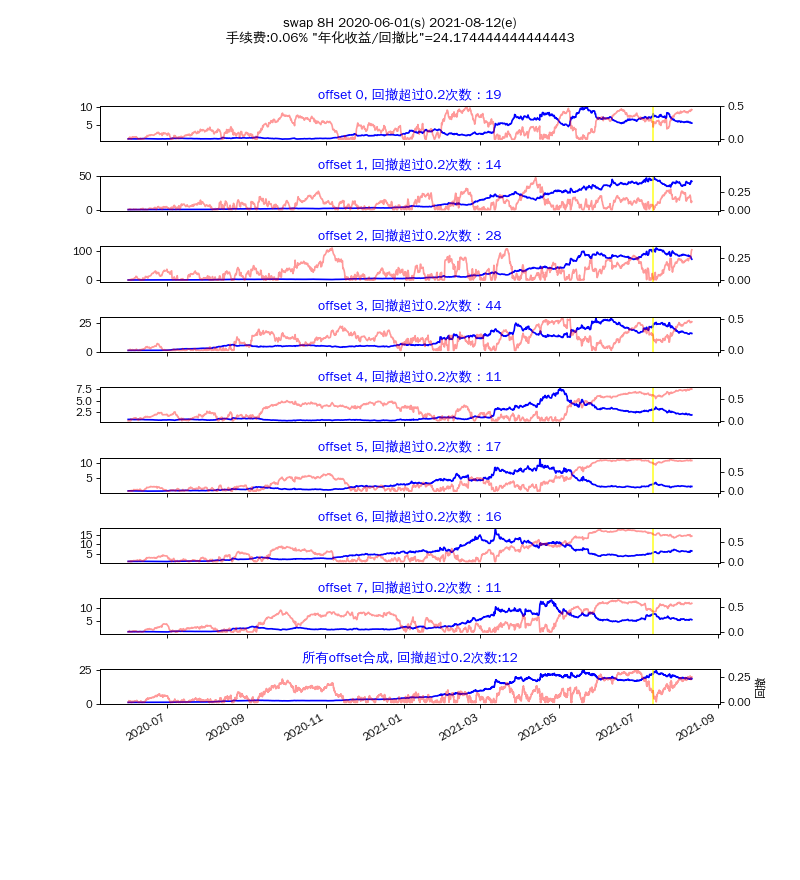 swap 8H 2020-06-01(s) 2021-08-12(e)
手续费:0.06% "年化收益/回撤比"=24.174444444444443
offset 0, 回撤超过0.2次数：19
10
5
0.5
0.0
offset 1, 回撤超过0.2次数：14
50
0
0.25
0.00
offset 2, 回撤超过0.2次数：28
100
0
0.25
0.00
offset 3, 回撤超过0.2次数：44
25
0
0.5
0.0
offset 4, 回撤超过0.2次数：11
7.5
5.0
2.5
0.5
0.0
offset 5, 回撤超过0.2次数：17
10
5
0.5
0.0
offset 6, 回撤超过0.2次数：16
15
10
5
0.5
0.0
offset 7, 回撤超过0.2次数：11
10
5
0.5
0.0
所有offset合成, 回撤超过0.2次数:12
25
0
0.25
0.00
回撤
2020-07 2020-09 2020-11 2021-01 2021-03 2021-05 2021-07 2021-09